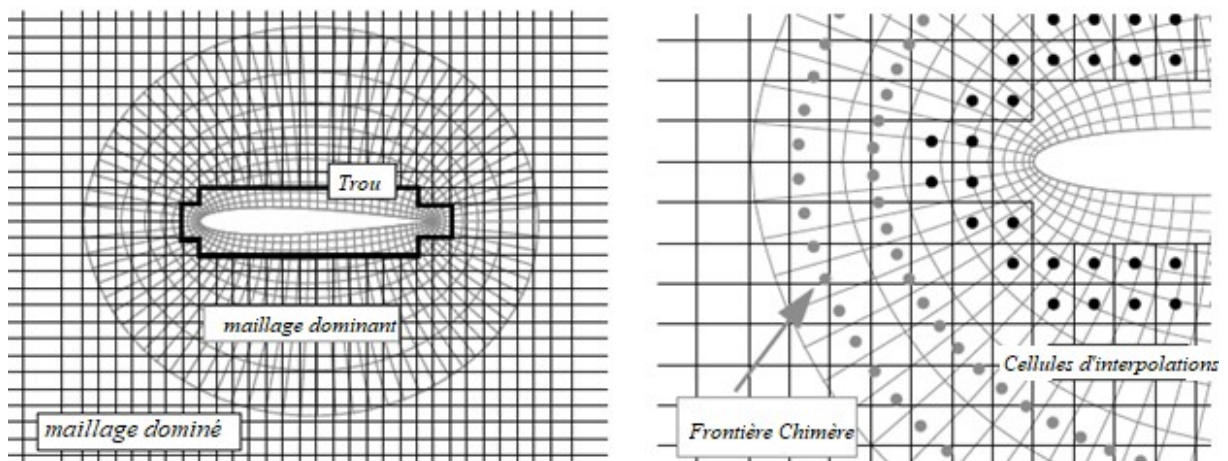 Trou
maillage dominant
maillage dominé
Cellules d'interpolations
Frontière Chimère